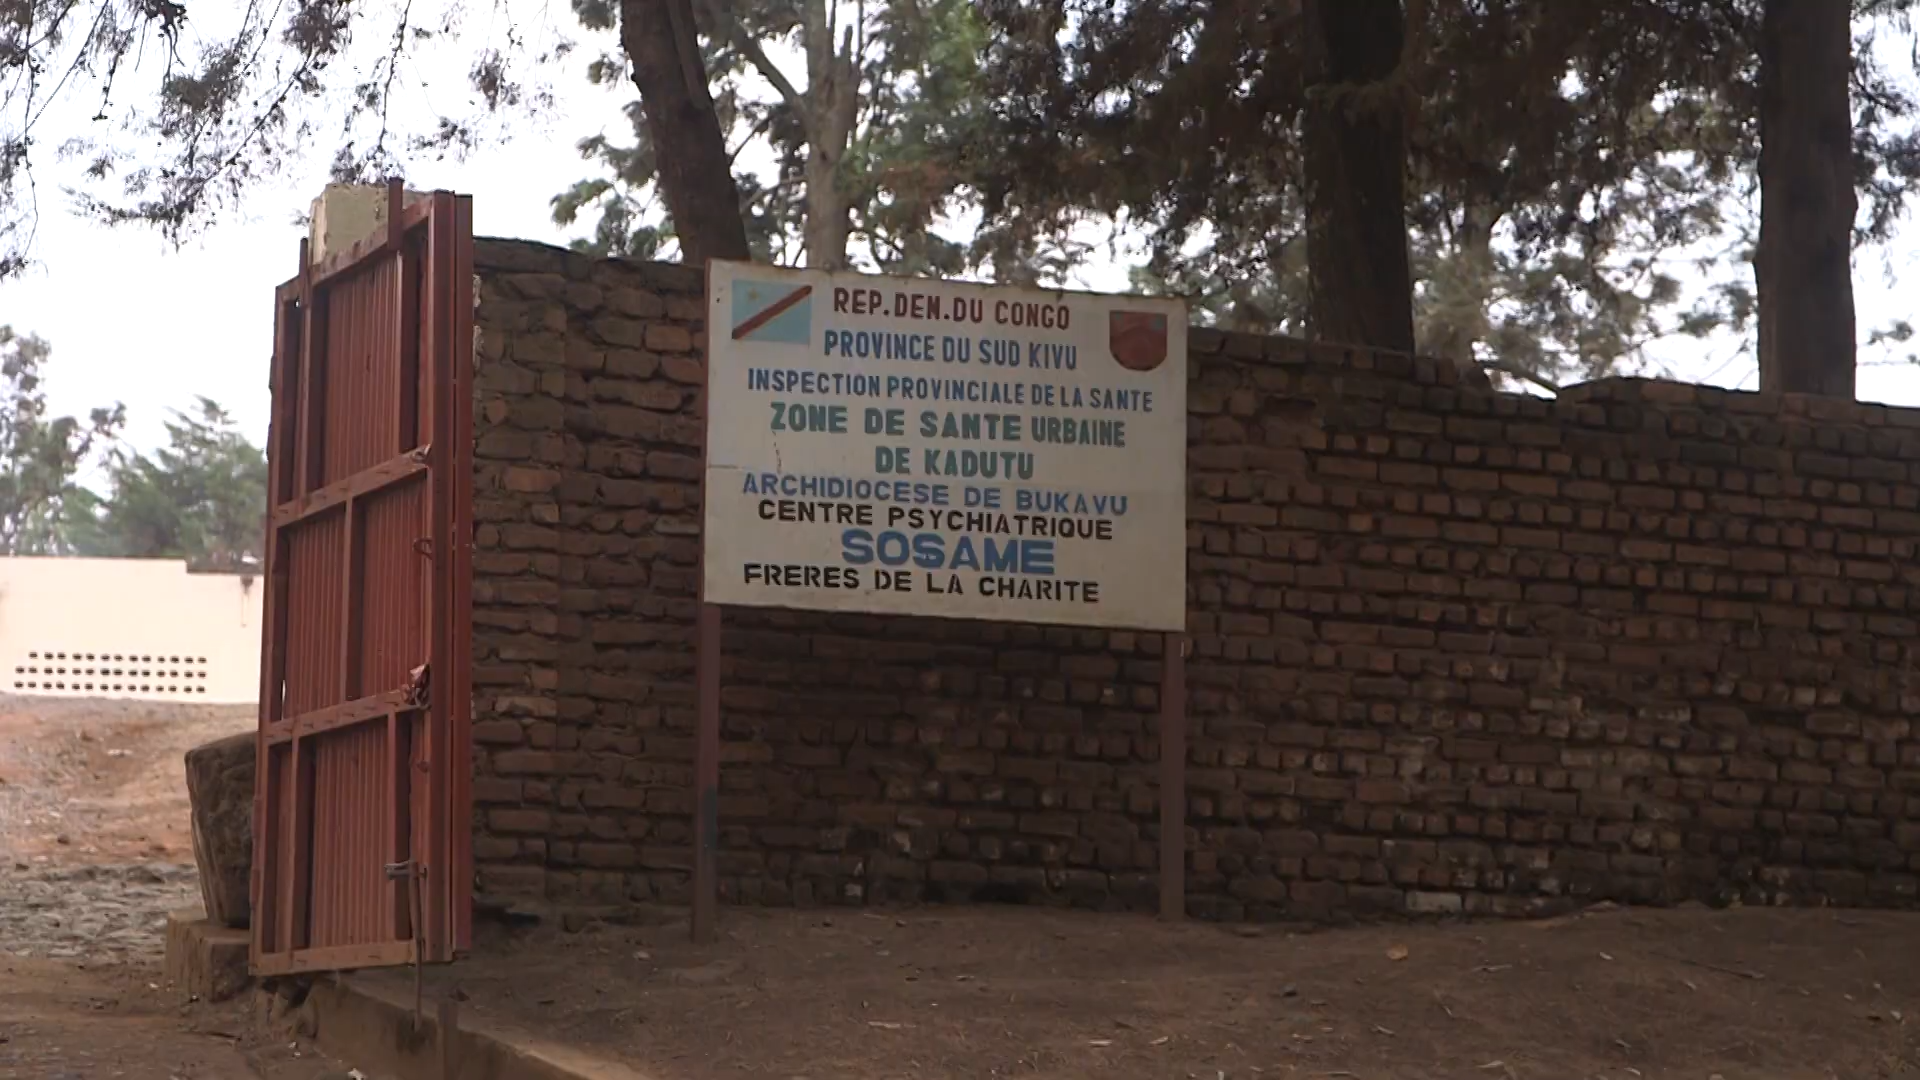 REP.DEN.DU CONGO
PROVINCE DU SUD KIVU
INSPECTION PROVINCIALE DE LA SANTE
ZONE DE SANTE URBAINE
DE KADUTU
ARCHIDIOCESE DE BUKAVU
CENTRE PSYCHIATRIQUE
SOSAME
FRERES DE LA CHARITE